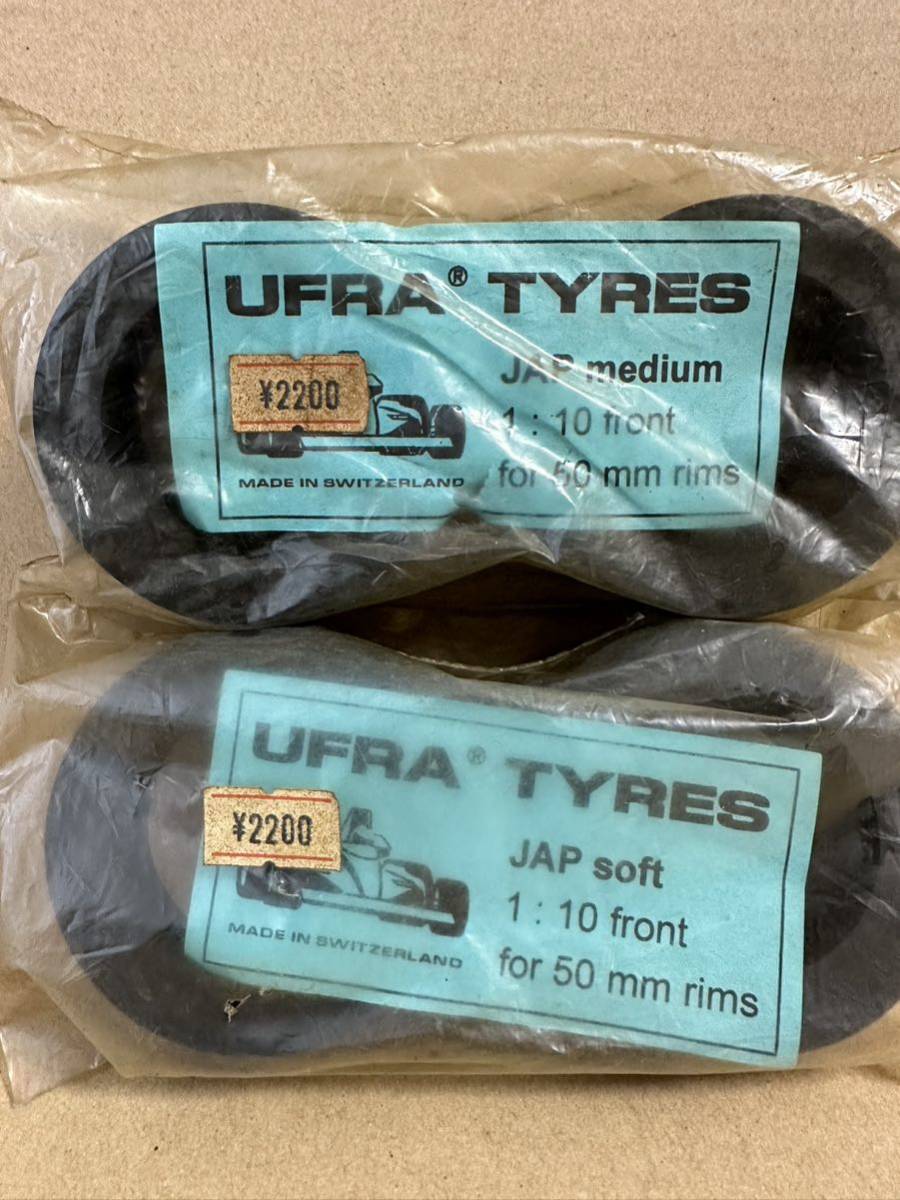 UFRA® TYRES
JAP medium
¥2200
1 : 10 front
for 50 mm rims
MADE IN SWITZERLAND
UFRA® TYRES
¥2200
JAP soft
1 : 10 front
for 50 mm rims
MADE IN SWITZERLAND